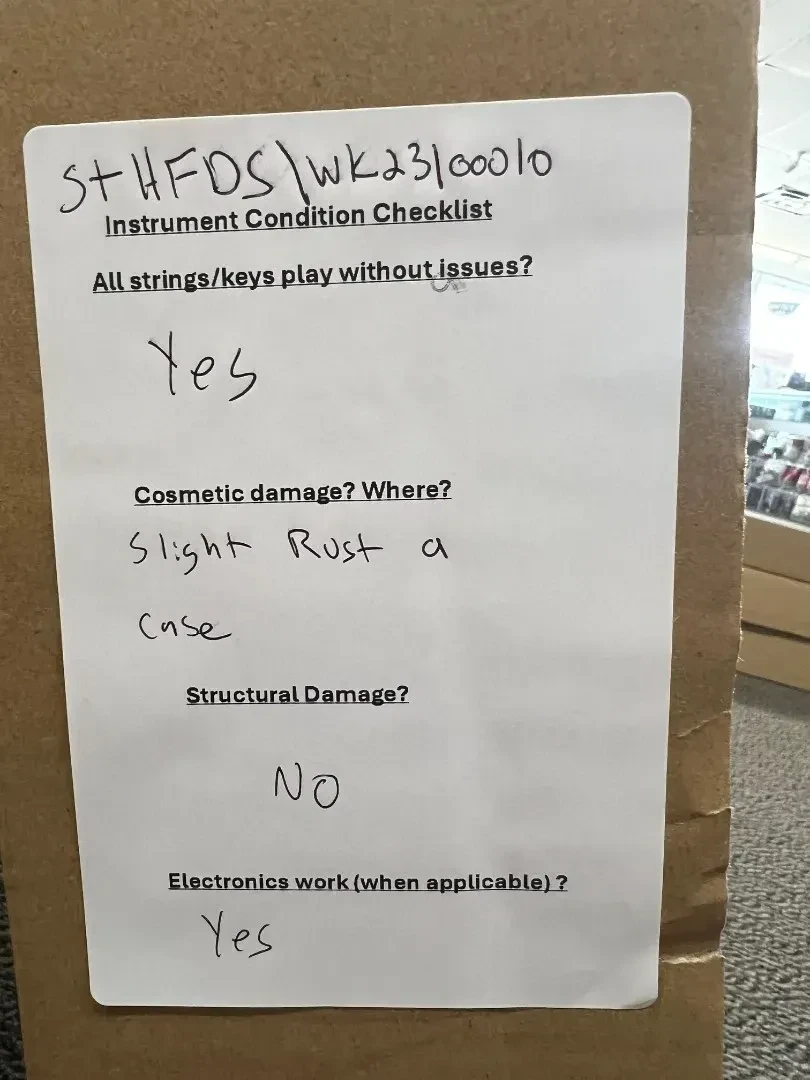 StHFDS\WK23100010
Instrument Condition Checklist
All strings/keys play without issues?
Yes
Cosmetic damage? Where?
Slight Rust a
Case
Structural Damage?
NO
Electronics work (when applicable) ?
Yes